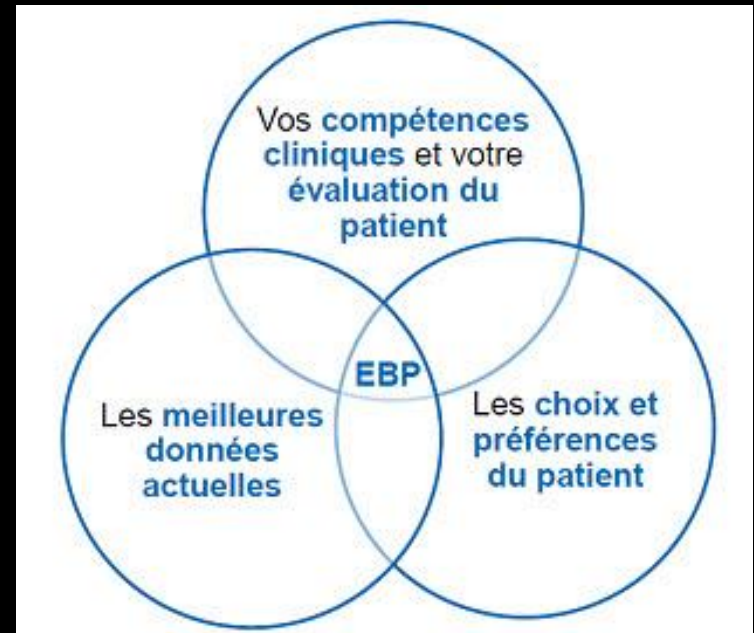 Vos compétences
cliniques et votre
évaluation du
patient
EBP
Les meilleures
données
actuelles
Les choix et
préférences
du patient